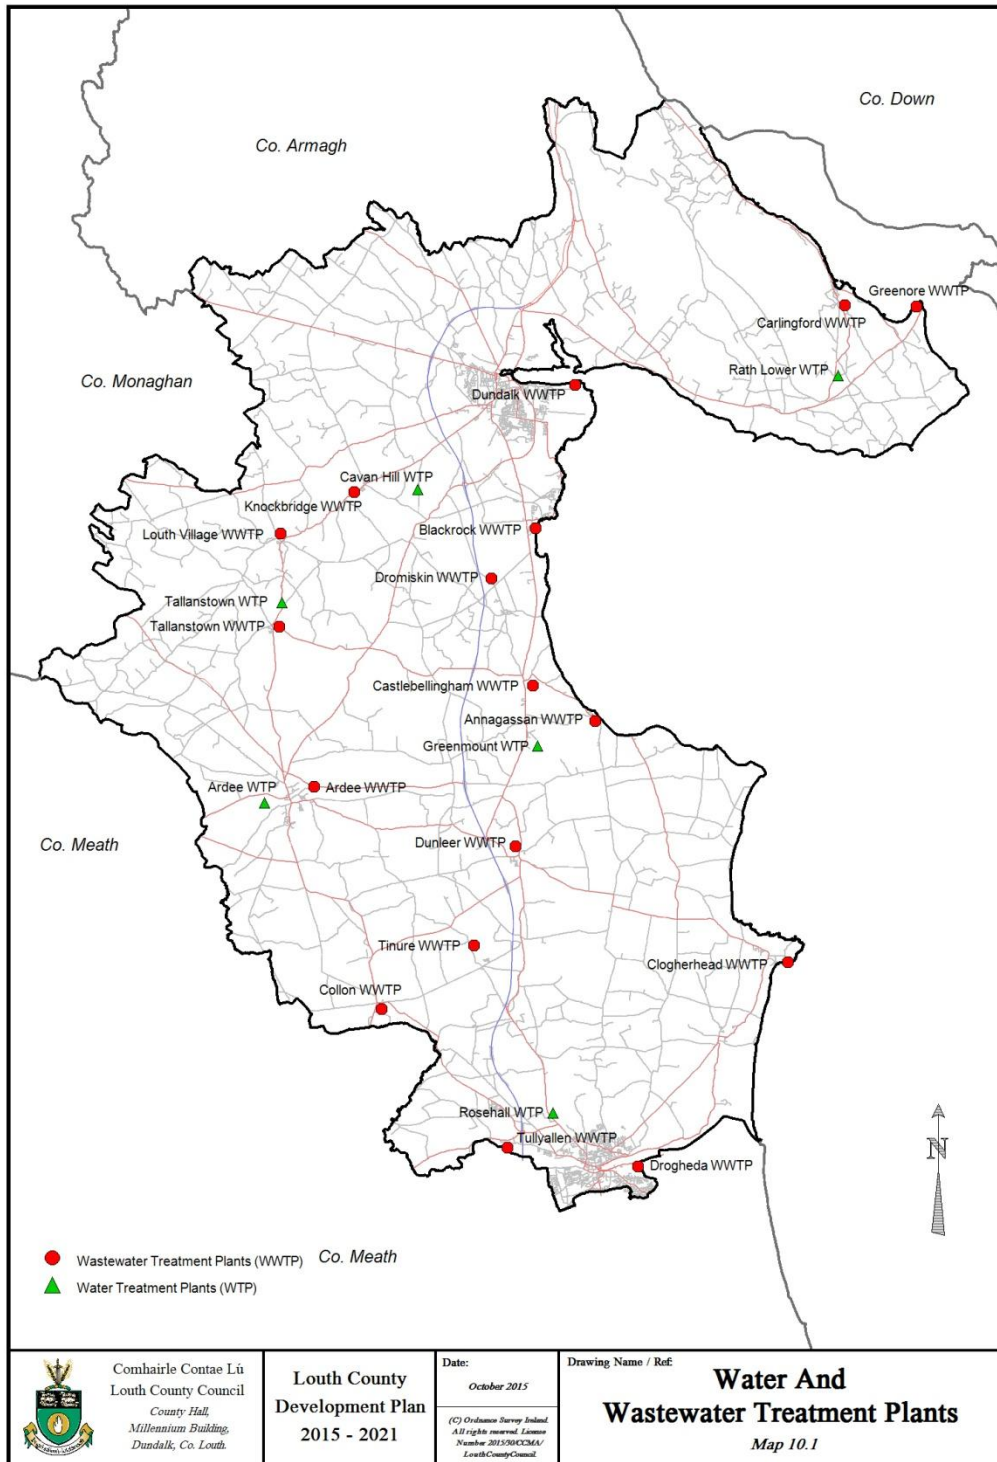 Co. Down
Co. Armagh
Greenore WWTP
Carlingford WWTP
Rath Lower WTP
Co. Monaghan
Dundalk WWTP
Cavan Hill WTP
Knockbridge WWTP
Louth Village WWTP
Blackrock WWTP
Dromiskin WWTP
Tallanstown WTP
Tallanstown WWTP
Castlebellingham WWTP
Annagassan WWTP
Greenmount WTP
Ardee WTP
Ardee WWTP
Co. Meath
Dunleer WWTP
Tinure WWTP
Clogherhead WWTP
Collon WWTP
Rosehall WTP
Tullyallen WWTP
Drogheda WWTP
N
Wastewater Treatment Plants (WWTP)
Co. Meath
Water Treatment Plants (WTP)
Comhairle Contae Lú
Louth County Council
County Hall,
Millennium Building,
Dundalk, Co. Louth.
Louth County
Development Plan
2015 - 2021
Date:
October 2015
(C) Ordnance Survey Ireland.
All rights reserved. License
Number 2015/30/CCMA/
LouthCountyCouncil.
Drawing Name / Ref:
Water And
Wastewater Treatment Plants
Map 10.1